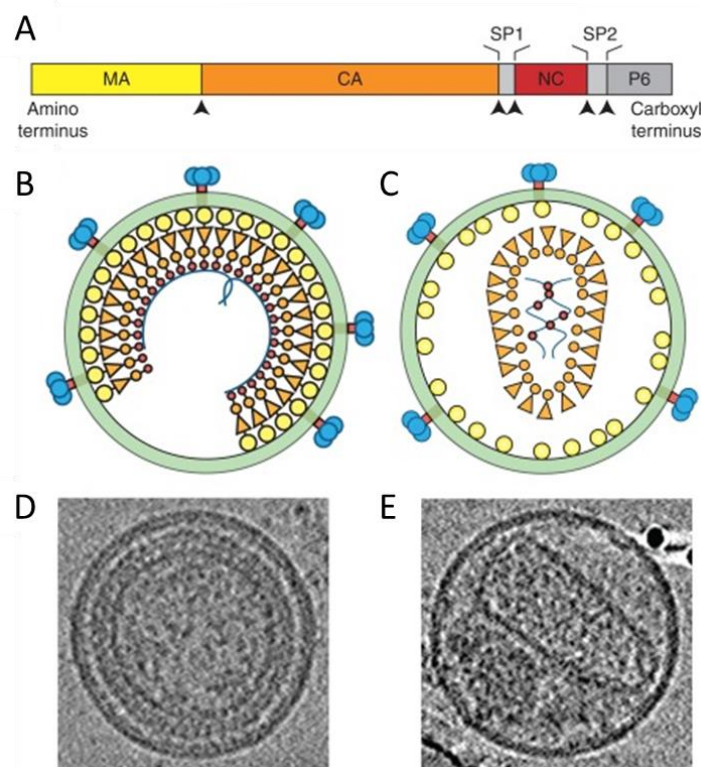 A
SP1 SP2
MA CA NC P6
Amino
terminus
Carboxyl
terminus
B C
D E